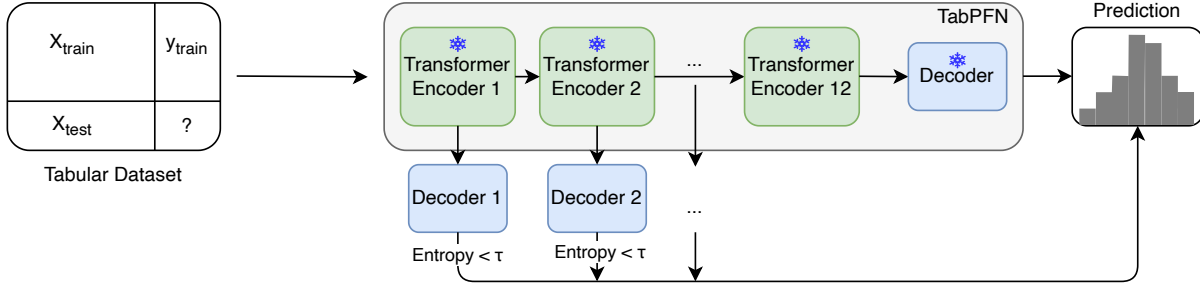 X_train
y_train
X_test
?
Tabular Dataset
TabPFN
Transformer
Encoder 1
Transformer
Encoder 2
...
Transformer
Encoder 12
Decoder
Prediction
Decoder 1
Decoder 2
...
Entropy < τ
Entropy < τ